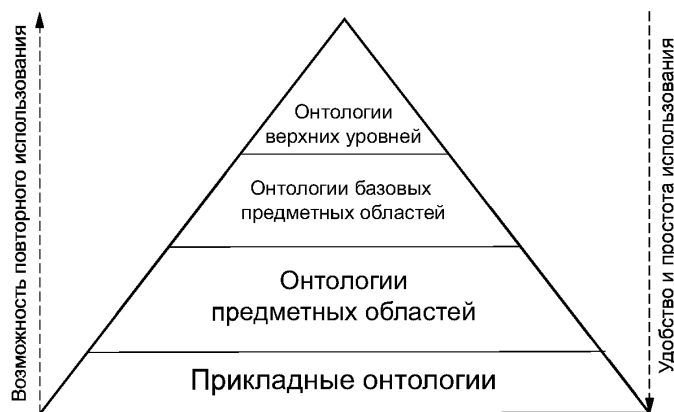 Возможность повторного использования
Онтологии
верхних уровней
Онтологии базовых
предметных областей
Онтологии
предметных областей
Прикладные онтологии
Удобство и простота использования